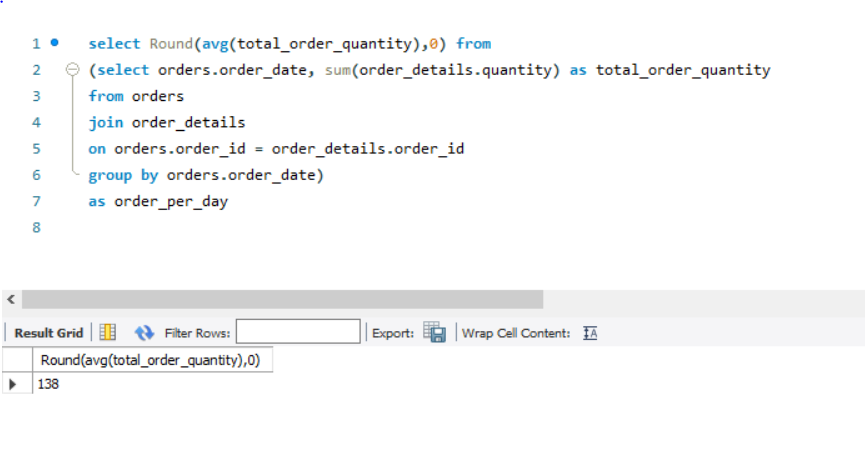 1 select Round(avg(total_order_quantity),0) from
2 (select orders.order_date, sum(order_details.quantity) as total_order_quantity
3 from orders
4 join order_details
5 on orders.order_id = order_details.order_id
6 group by orders.order_date)
7 as order_per_day
8
Result Grid Filter Rows: Export: Wrap Cell Content:
Round(avg(total_order_quantity),0)
138